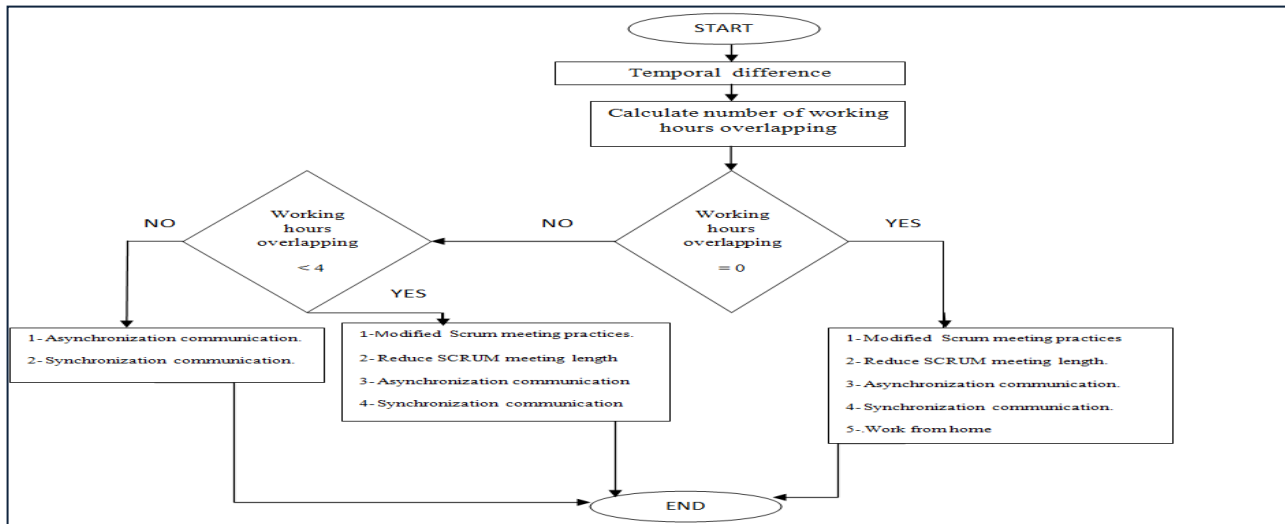 START
Temporal difference
Calculate number of working
hours overlapping
NO
Working
hours
overlapping
< 4
NO
Working
hours
overlapping
= 0
YES
YES
1-Asynchronization communication.
2- Synchronization communication.
1-Modified Scrum meeting practices.
2- Reduce SCRUM meeting length
3- Asynchronization communication
4- Synchronization communication
1- Modified Scrum meeting practices
2- Reduce SCRUM meeting length.
3- Asynchronization communication.
4- Synchronization communication.
5-.Work from home
END